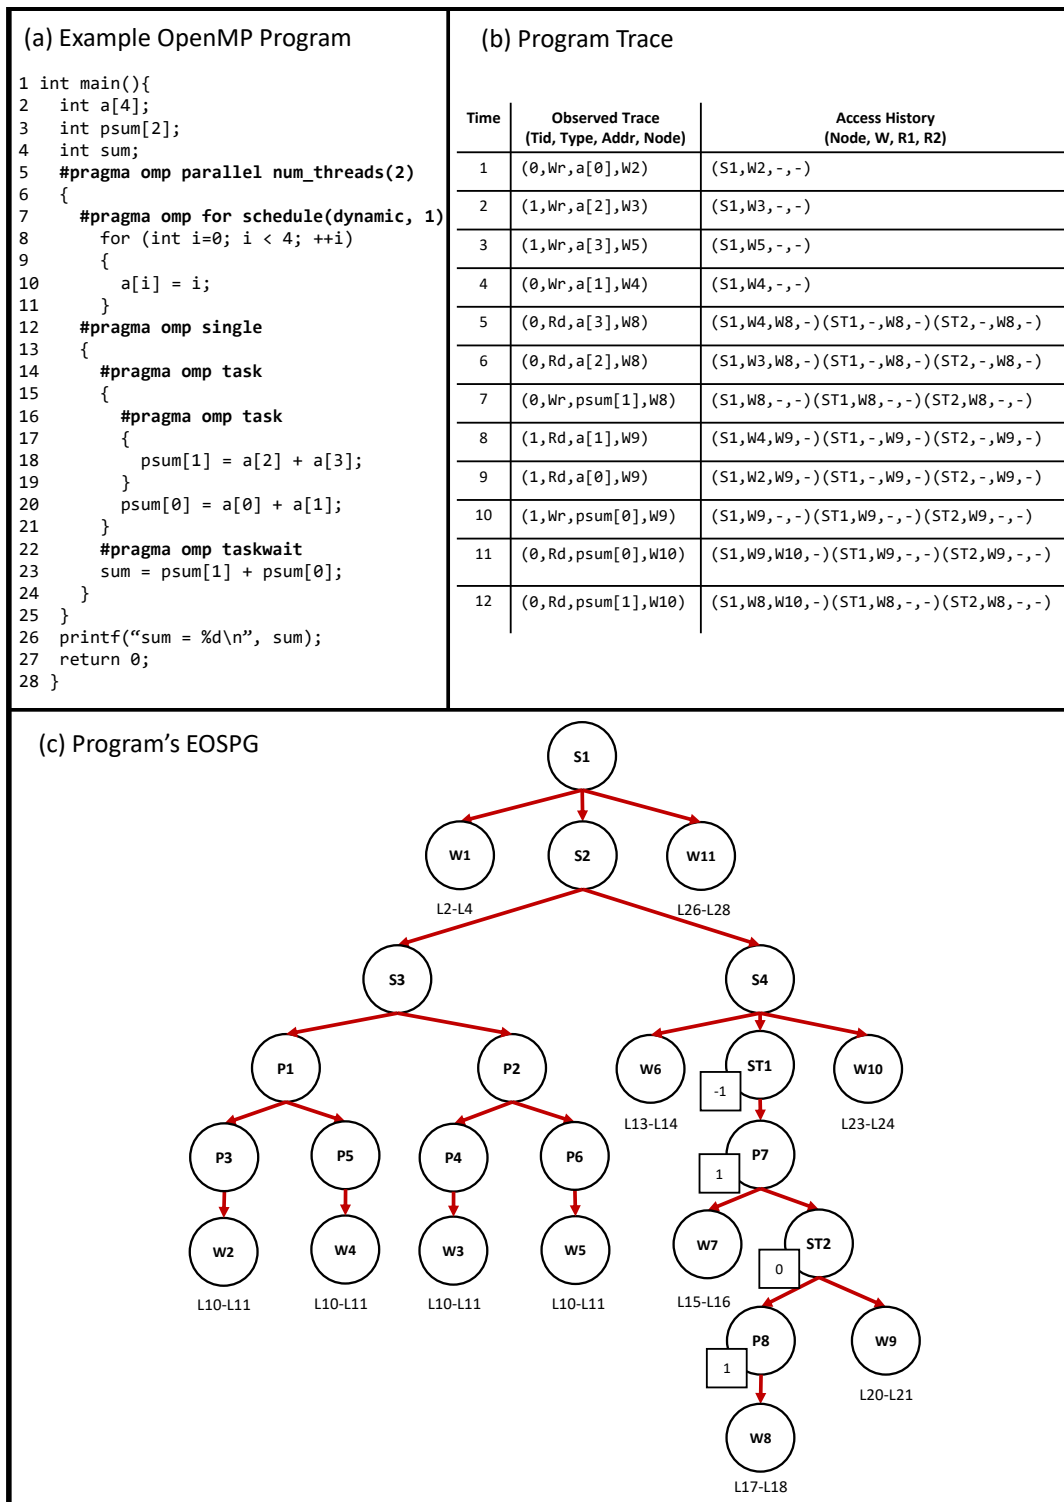 (a) Example OpenMP Program
1 int main(){
2 int a[4];
3 int psum[2];
4 int sum;
5 #pragma omp parallel num_threads(2)
6 {
7 #pragma omp for schedule(dynamic, 1)
8 for (int i=0; i < 4; ++i)
9 {
10 a[i] = i;
11 }
12 #pragma omp single
13 {
14 #pragma omp task
15 {
16 #pragma omp task
17 {
18 psum[1] = a[2] + a[3];
19 }
20 psum[0] = a[0] + a[1];
21 }
22 #pragma omp taskwait
23 sum = psum[1] + psum[0];
24 }
25 }
26 printf(“sum = %d\n”, sum);
27 return 0;
28 }
(b) Program Trace
Time Observed Trace Access History
(Tid, Type, Addr, Node) (Node, W, R1, R2)
1 (0,Wr,a[0],W2) (S1,W2,-,-)
2 (1,Wr,a[2],W3) (S1,W3,-,-)
3 (1,Wr,a[3],W5) (S1,W5,-,-)
4 (0,Wr,a[1],W4) (S1,W4,-,-)
5 (0,Rd,a[3],W8) (S1,W4,W8,-)(ST1,-,W8,-)(ST2,-,W8,-)
6 (0,Rd,a[2],W8) (S1,W3,W8,-)(ST1,-,W8,-)(ST2,-,W8,-)
7 (0,Wr,psum[1],W8) (S1,W8,-,-)(ST1,W8,-,-)(ST2,W8,-,-)
8 (1,Rd,a[1],W9) (S1,W4,W9,-)(ST1,-,W9,-)(ST2,-,W9,-)
9 (1,Rd,a[0],W9) (S1,W2,W9,-)(ST1,-,W9,-)(ST2,-,W9,-)
10 (1,Wr,psum[0],W9) (S1,W9,-,-)(ST1,W9,-,-)(ST2,W9,-,-)
11 (0,Rd,psum[0],W10) (S1,W9,W10,-)(ST1,W9,-,-)(ST2,W9,-,-)
12 (0,Rd,psum[1],W10) (S1,W8,W10,-)(ST1,W8,-,-)(ST2,W8,-,-)
(c) Program’s EOSPG
S1
W1 S2 W11
L2-L4 L26-L28
S3 S4
P1 P2 W6 ST1 W10
-1
L13-L14 L23-L24
P3 P5 P4 P6 P7
1
W2 W4 W3 W5 W7 ST2
0
L10-L11 L10-L11 L10-L11 L10-L11 L15-L16
P8 W9
1
L20-L21
W8
L17-L18